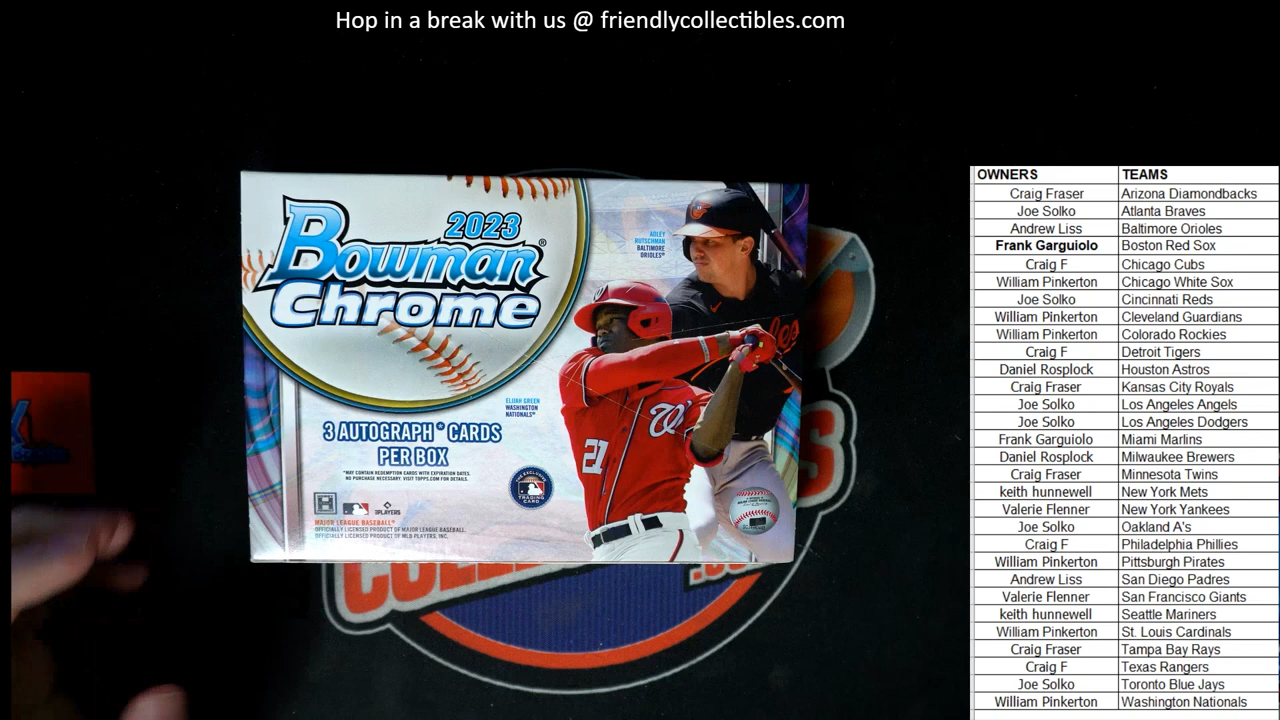 Hop in a break with us @ friendlycollectibles.com
2023
Bowman®
Chrome
ADLEY
RUTSCHMAN
BALTIMORE
ORIOLES®
ELIJAH GREEN
WASHINGTON
NATIONALS®
21
3 AUTOGRAPH* CARDS
PER BOX
*MAY CONTAIN REDEMPTION CARDS WITH EXPIRATION DATES.
NO PURCHASE NECESSARY. VISIT TOPPS.COM FOR DETAILS.
PLAYERS
TRADING
CARD
MAJOR LEAGUE BASEBALL®
OFFICIALLY LICENSED PRODUCT OF MAJOR LEAGUE BASEBALL.
OFFICIALLY LICENSED PRODUCT OF MLB PLAYERS, INC.
OWNERS TEAMS
Craig Fraser Arizona Diamondbacks
Joe Solko Atlanta Braves
Andrew Liss Baltimore Orioles
Frank Garguiolo Boston Red Sox
Craig F Chicago Cubs
William Pinkerton Chicago White Sox
Joe Solko Cincinnati Reds
William Pinkerton Cleveland Guardians
William Pinkerton Colorado Rockies
Craig F Detroit Tigers
Daniel Rosplock Houston Astros
Craig Fraser Kansas City Royals
Joe Solko Los Angeles Angels
Joe Solko Los Angeles Dodgers
Frank Garguiolo Miami Marlins
Daniel Rosplock Milwaukee Brewers
Craig Fraser Minnesota Twins
keith hunnewell New York Mets
Valerie Flenner New York Yankees
Joe Solko Oakland A's
Craig F Philadelphia Phillies
William Pinkerton Pittsburgh Pirates
Andrew Liss San Diego Padres
Valerie Flenner San Francisco Giants
keith hunnewell Seattle Mariners
William Pinkerton St. Louis Cardinals
Craig Fraser Tampa Bay Rays
Craig F Texas Rangers
Joe Solko Toronto Blue Jays
William Pinkerton Washington Nationals